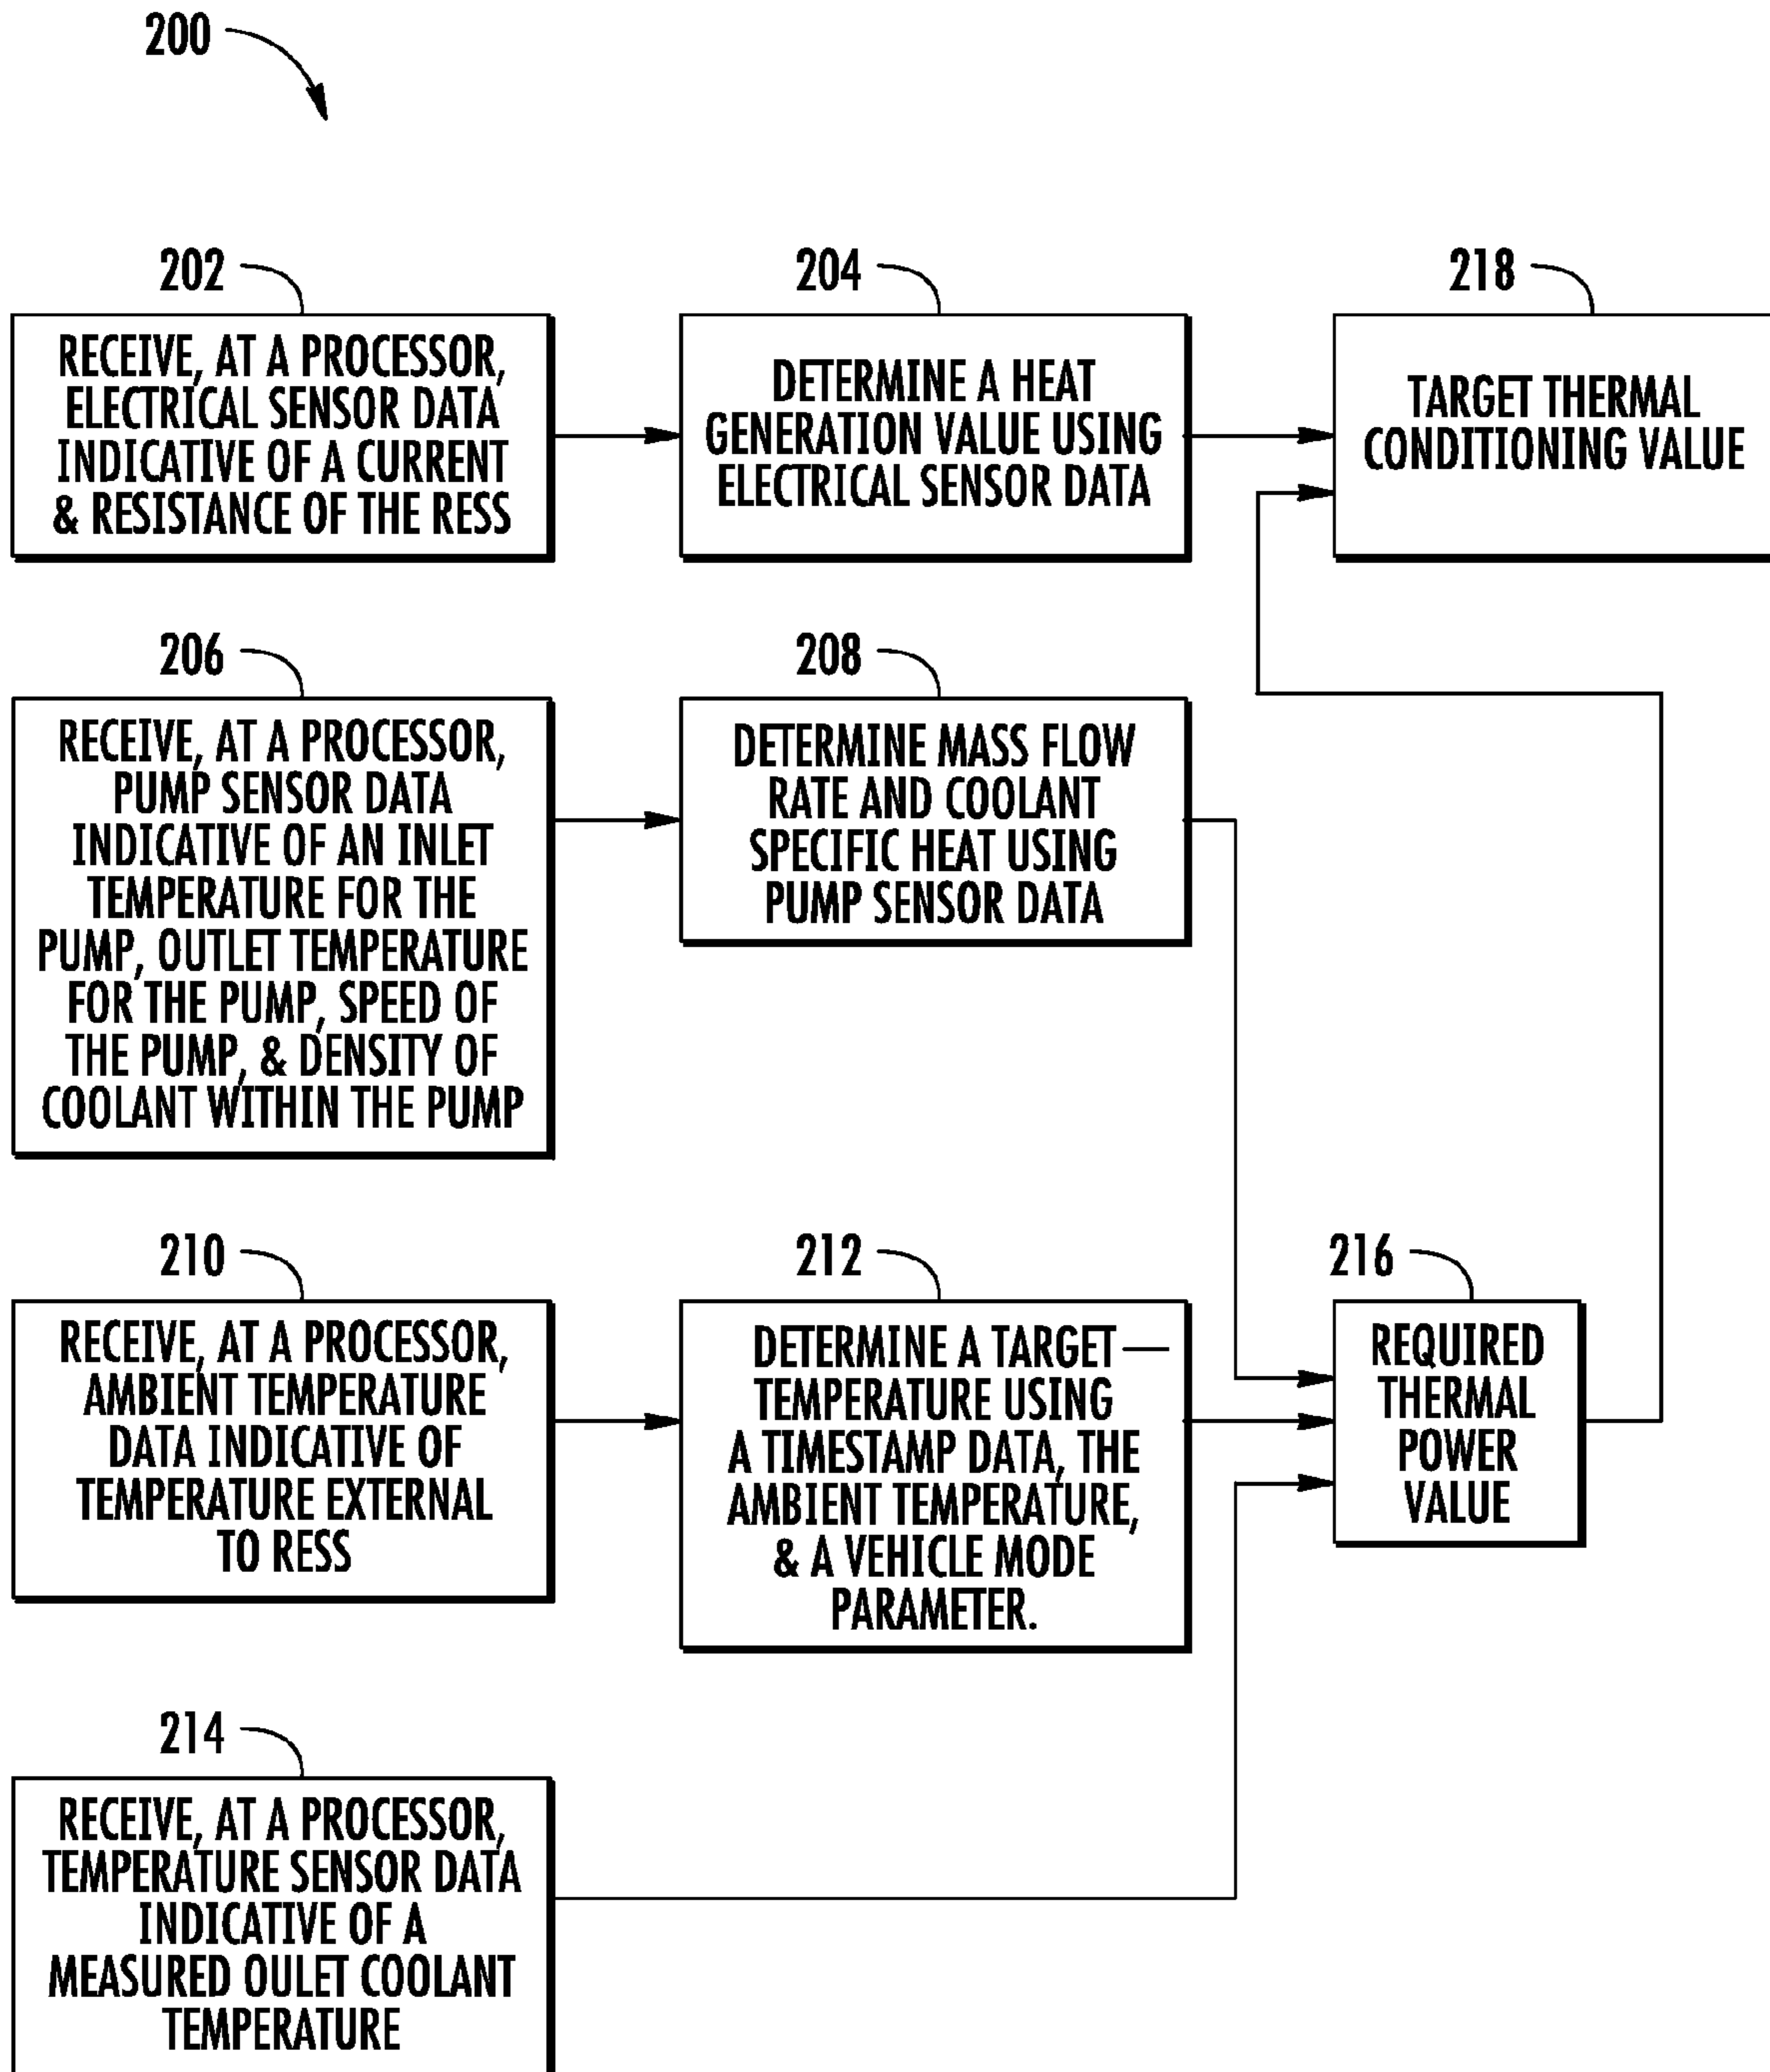 200
202
RECEIVE, AT A PROCESSOR,
ELECTRICAL SENSOR DATA
INDICATIVE OF A CURRENT
& RESISTANCE OF THE RESS
204
DETERMINE A HEAT
GENERATION VALUE USING
ELECTRICAL SENSOR DATA
218
TARGET THERMAL
CONDITIONING VALUE
206
RECEIVE, AT A PROCESSOR,
PUMP SENSOR DATA
INDICATIVE OF AN INLET
TEMPERATURE FOR THE
PUMP, OUTLET TEMPERATURE
FOR THE PUMP, SPEED OF
THE PUMP, & DENSITY OF
COOLANT WITHIN THE PUMP
208
DETERMINE MASS FLOW
RATE AND COOLANT
SPECIFIC HEAT USING
PUMP SENSOR DATA
210
RECEIVE, AT A PROCESSOR,
AMBIENT TEMPERATURE
DATA INDICATIVE OF
TEMPERATURE EXTERNAL
TO RESS
212
DETERMINE A TARGET —
TEMPERATURE USING
A TIMESTAMP DATA, THE
AMBIENT TEMPERATURE,
& A VEHICLE MODE
PARAMETER.
216
REQUIRED
THERMAL
POWER
VALUE
214
RECEIVE, AT A PROCESSOR,
TEMPERATURE SENSOR DATA
INDICATIVE OF A
MEASURED OULET COOLANT
TEMPERATURE